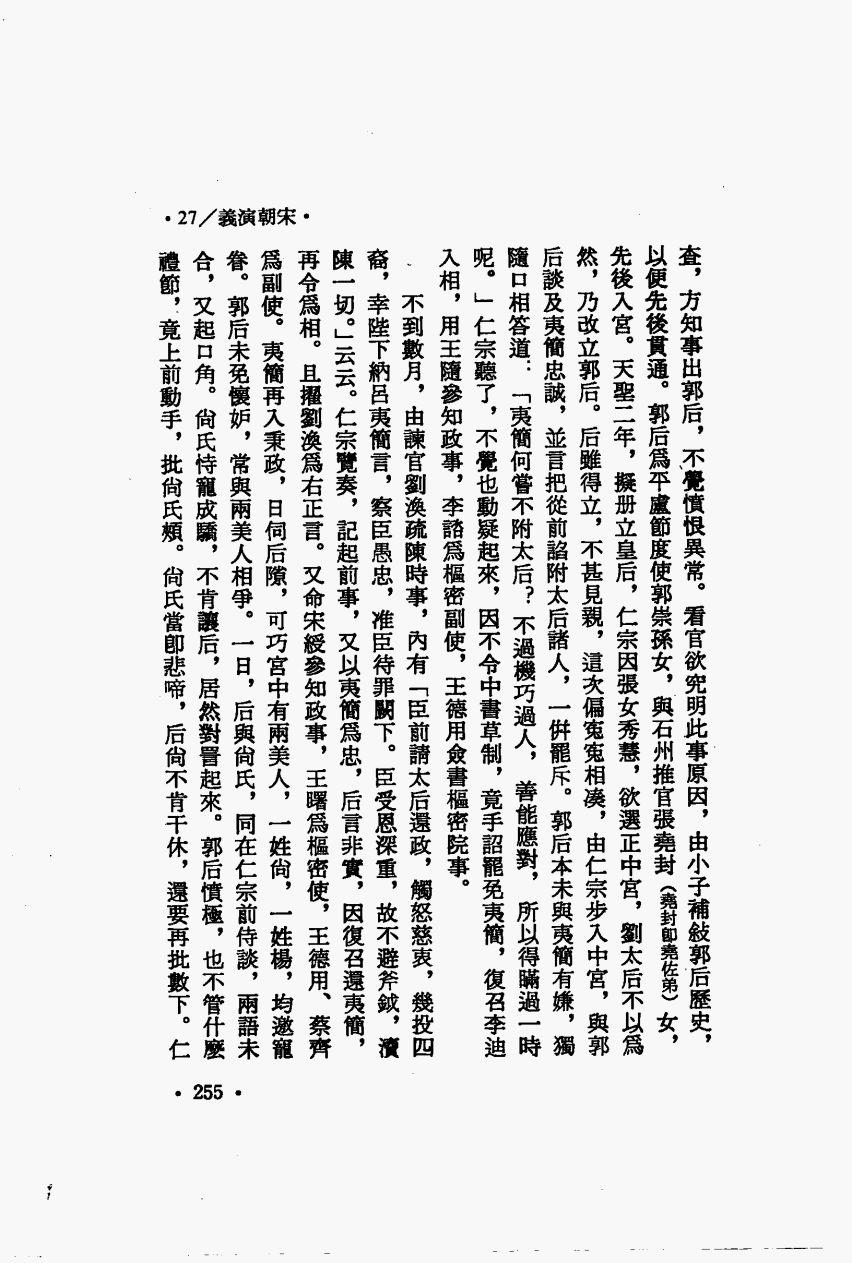 •27／義演朝宋•
查，方知事出郭后，不覺憤恨異常。看官欲究明此事原因，由小子補敍郭后歷史，
以便先後貫通。郭后爲平盧節度使郭崇孫女，與石州推官張堯封（堯封卽堯佐弟）女，
先後入宮。天聖二年，擬册立皇后，仁宗因張女秀慧，欲選正中宮，劉太后不以爲
然，乃改立郭后。后雖得立，不甚見親，這次偏寃寃相凑，由仁宗步入中宮，與郭
后談及夷簡忠誠，並言把從前諂附太后諸人，一併罷斥。郭后本未與夷簡有嫌，獨
隨口相答道：「夷簡何嘗不附太后？不過機巧過人，善能應對，所以得瞞過一時
呢。」仁宗聽了，不覺也動疑起來，因不令中書草制，竟手詔罷免夷簡，復召李迪
入相，用王隨參知政事，李諮爲樞密副使，王德用僉書樞密院事。
不到數月，由諫官劉渙疏陳時事，內有「臣前請太后還政，觸怒慈衷，幾投四
裔，幸陛下納呂夷簡言，察臣愚忠，准臣待罪闕下。臣受恩深重，故不避斧鉞，瀆
陳一切。」云云。仁宗覽奏，記起前事，又以夷簡爲忠，后言非實，因復召還夷簡，
再令爲相。且擢劉渙爲右正言。又命宋綬參知政事，王曙爲樞密使，王德用、蔡齊
爲副使。夷簡再入秉政，日伺后隙，可巧宮中有兩美人，一姓尙，一姓楊，均邀寵
眷。郭后未免懷妒，常與兩美人相爭。一日，后與尙氏，同在仁宗前侍談，兩語未
合，又起口角。尙氏恃寵成驕，不肯讓后，居然對詈起來。郭后憤極，也不管什麼
禮節，竟上前動手，批尙氏頰。尙氏當卽悲啼，后尙不肯干休，還要再批數下。仁
•255•